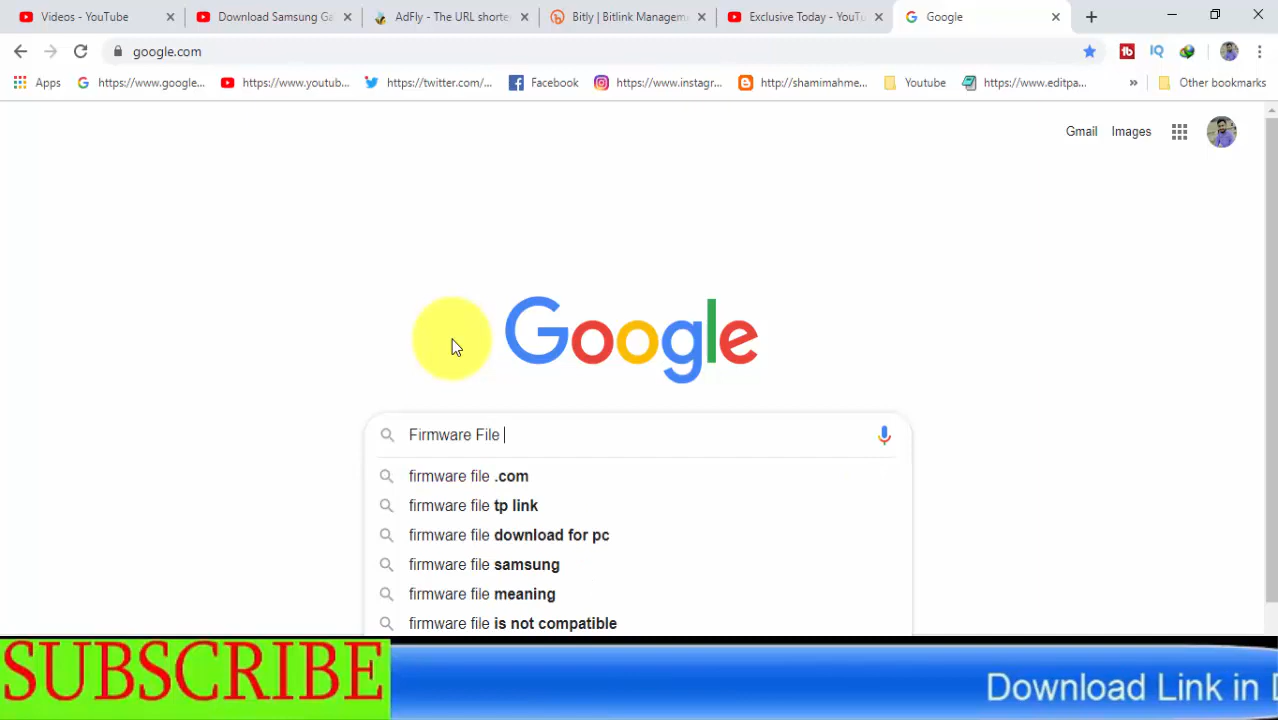 Videos - YouTube
Download Samsung Ga
AdFly - The URL shorte
Bitly | Bitlink Managem
Exclusive Today - YouTu
Google
google.com
Apps
https://www.google...
https://www.youtub...
https://twitter.com/...
Facebook
https://www.instagr...
http://shamimahme...
Youtube
https://www.editpa...
Other bookmarks
Gmail
Images
Google
Firmware File
firmware file .com
firmware file tp link
firmware file download for pc
firmware file samsung
firmware file meaning
firmware file is not compatible
SUBSCRIBE
Download Link in